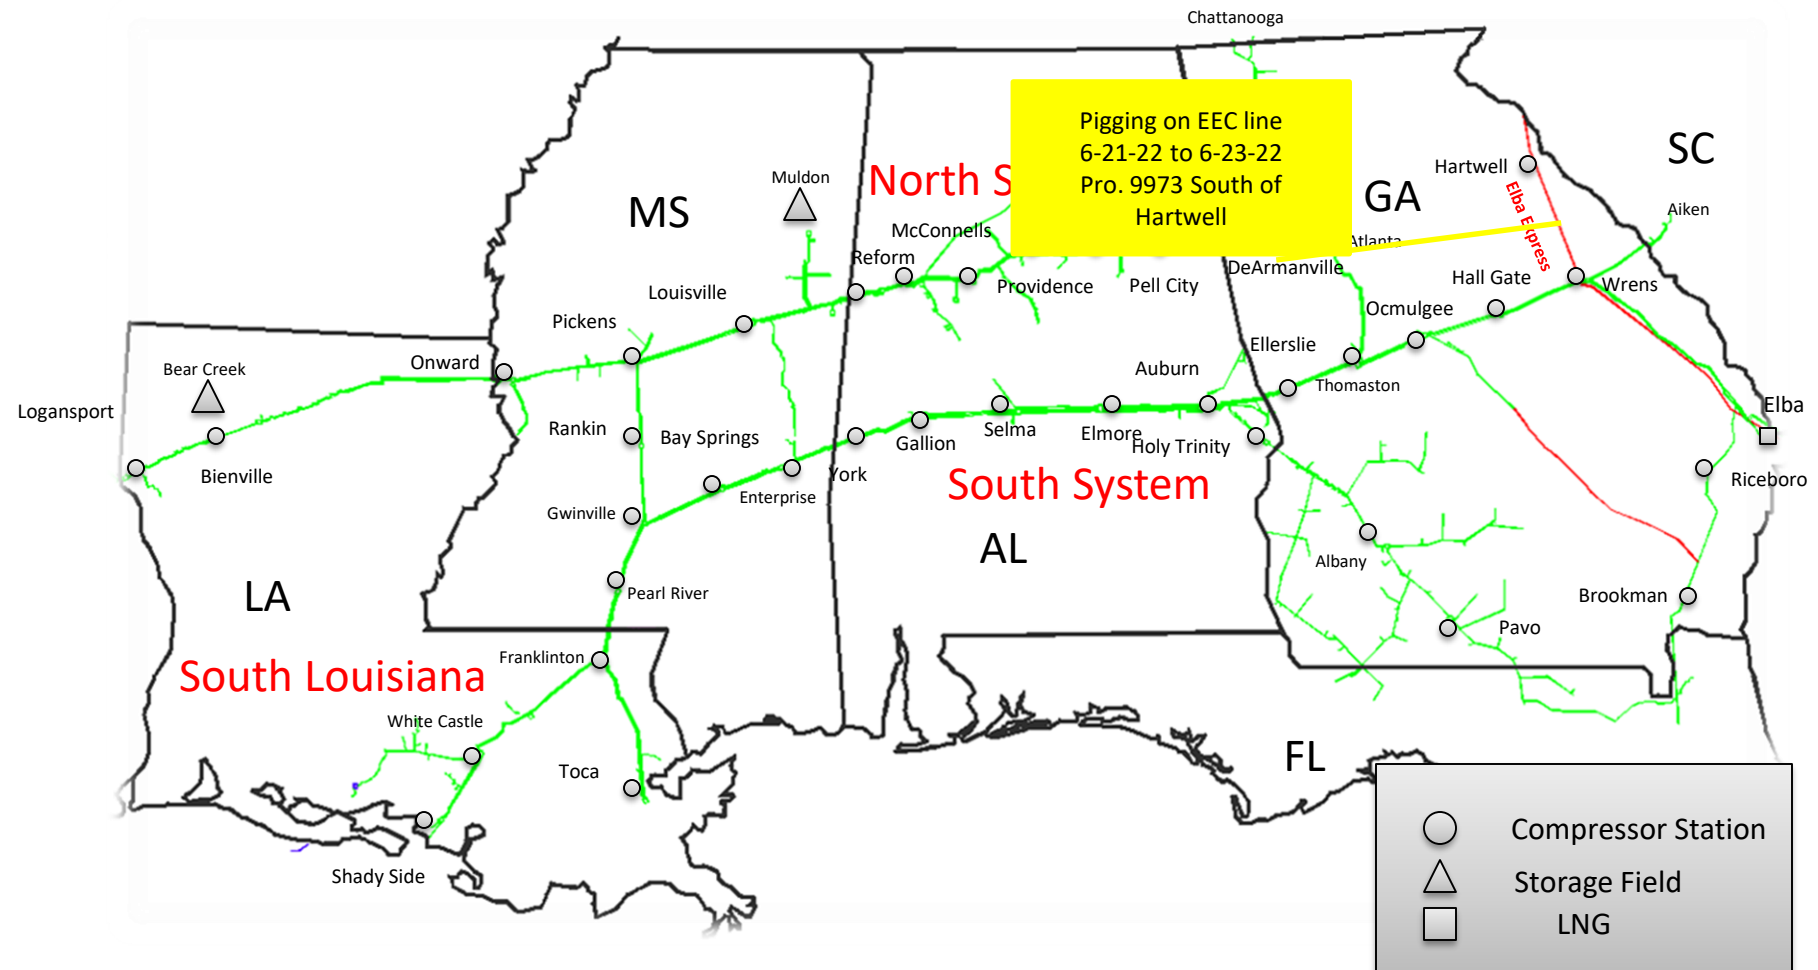 Chattanooga
Pigging on EEC line
6-21-22 to 6-23-22
Pro. 9973 South of
Hartwell
SC
Hartwell
Muldon
North S
GA
MS
Elba Express
Aiken
McConnells
Atlanta
Reform
DeArmanville
Hall Gate
Louisville
Providence
Pell City
Wrens
Ocmulgee
Pickens
Ellerslie
Onward
Bear Creek
Auburn
Thomaston
Logansport
Elba
Rankin
Bay Springs
Gallion
Selma
Elmore
Holy Trinity
Bienville
York
South System
Riceboro
Enterprise
Gwinville
AL
Albany
Pearl River
LA
Brookman
Pavo
Franklinton
South Louisiana
White Castle
FL
Toca
Shady Side
Compressor Station
Storage Field
LNG